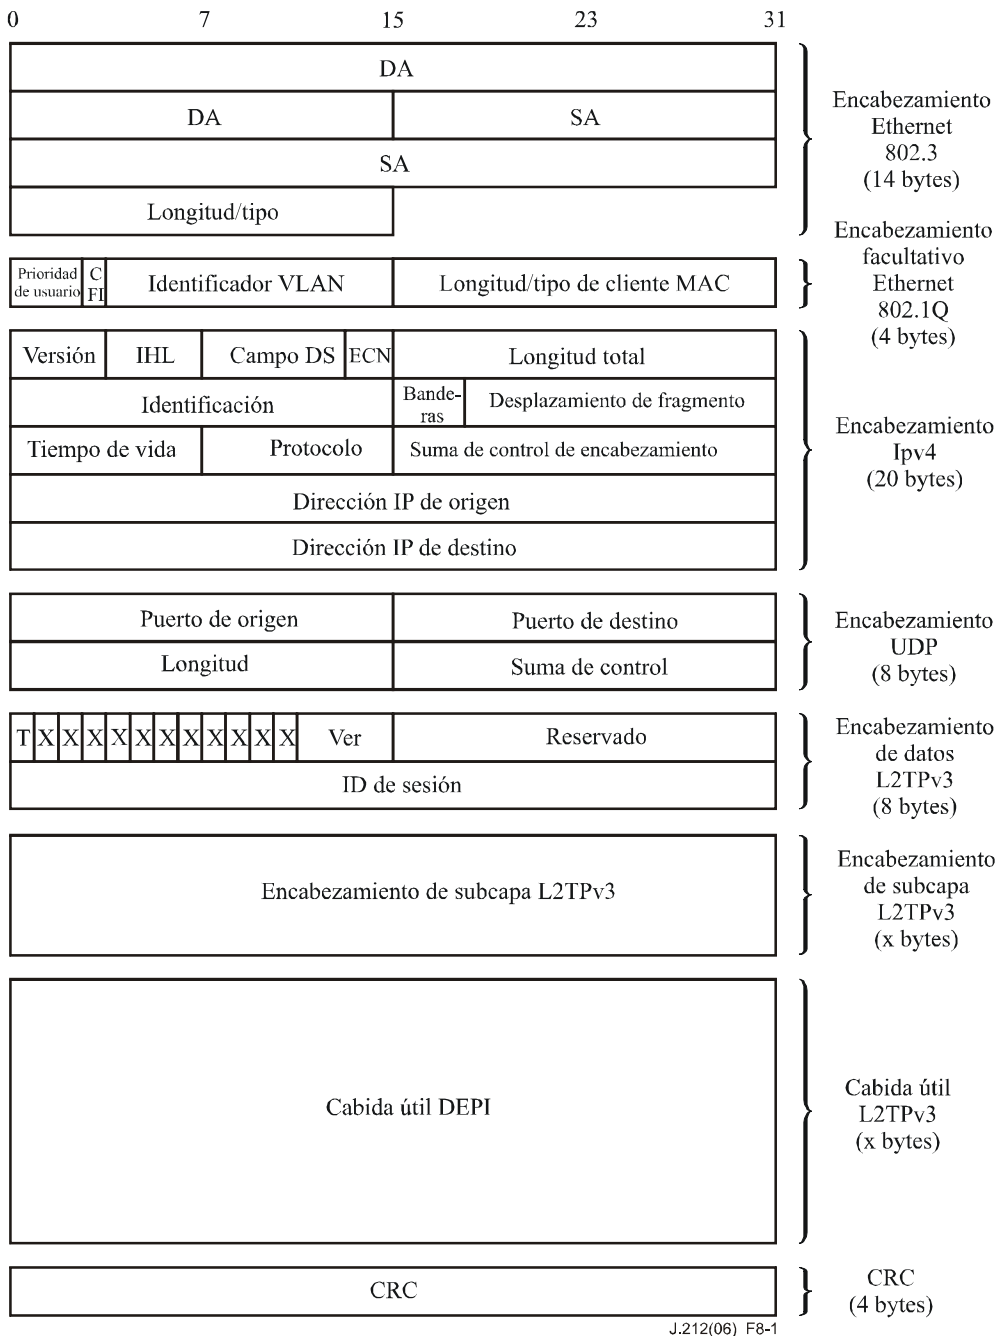 0 7 15 23 31
DA
DA SA
SA
Longitud/tipo
Encabezamiento
Ethernet
802.3
(14 bytes)
Prioridad
de usuario
C
FI
Identificador VLAN
Longitud/tipo de cliente MAC
Encabezamiento
facultativo
Ethernet
802.1Q
(4 bytes)
Versión IHL Campo DS ECN Longitud total
Identificación
Bande-
ras
Desplazamiento de fragmento
Tiempo de vida Protocolo Suma de control de encabezamiento
Dirección IP de origen
Dirección IP de destino
Encabezamiento
Ipv4
(20 bytes)
Puerto de origen Puerto de destino
Longitud Suma de control
Encabezamiento
UDP
(8 bytes)
T X X X X X X X X X X X Ver Reservado
ID de sesión
Encabezamiento
de datos
L2TPv3
(8 bytes)
Encabezamiento de subcapa L2TPv3
Encabezamiento
de subcapa
L2TPv3
(x bytes)
Cabida útil DEPI
Cabida útil
L2TPv3
(x bytes)
CRC
CRC
(4 bytes)
J.212(06) F8-1